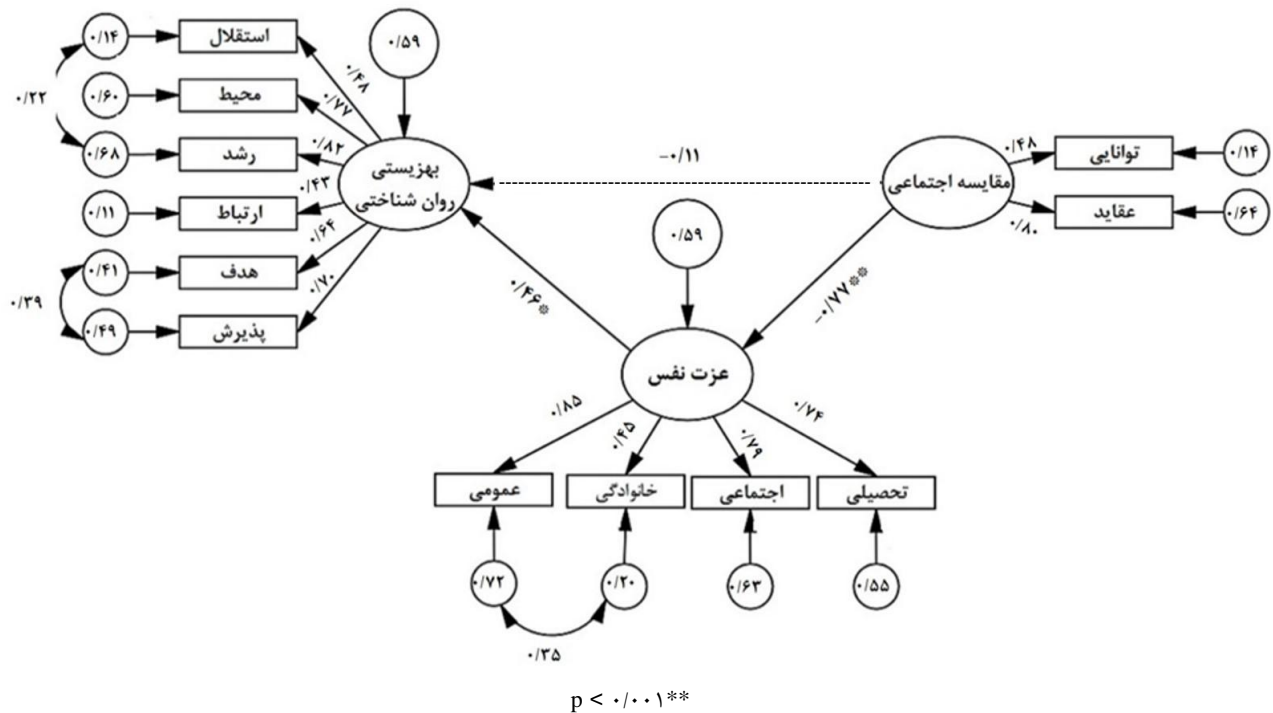 ۰/۱۴
استقلال
۰/۵۹
۰/۴۸
۰/۲۲
۰/۶۰
محیط
۰/۷۷
۰/۶۸
رشد
۰/۸۲
بهزیستی
روان شناختی
۰/۱۱
ارتباط
۰/۴۳
۰/۴۱
هدف
۰/۶۴
۰/۳۹
۰/۴۹
پذیرش
۰/۷۰
–۰/۱۱
مقایسه اجتماعی
۰/۴۸
توانایی
۰/۱۴
۰/۸۰
عقاید
۰/۶۴
۰/۵۹
۰/۴۶*
–۰/۷۷**
عزت نفس
۰/۸۵
۰/۴۵
۰/۷۹
۰/۷۴
عمومی
خانوادگی
اجتماعی
تحصیلی
۰/۷۲
۰/۲۰
۰/۶۳
۰/۵۵
۰/۳۵
p < ۰/۰۰۱**